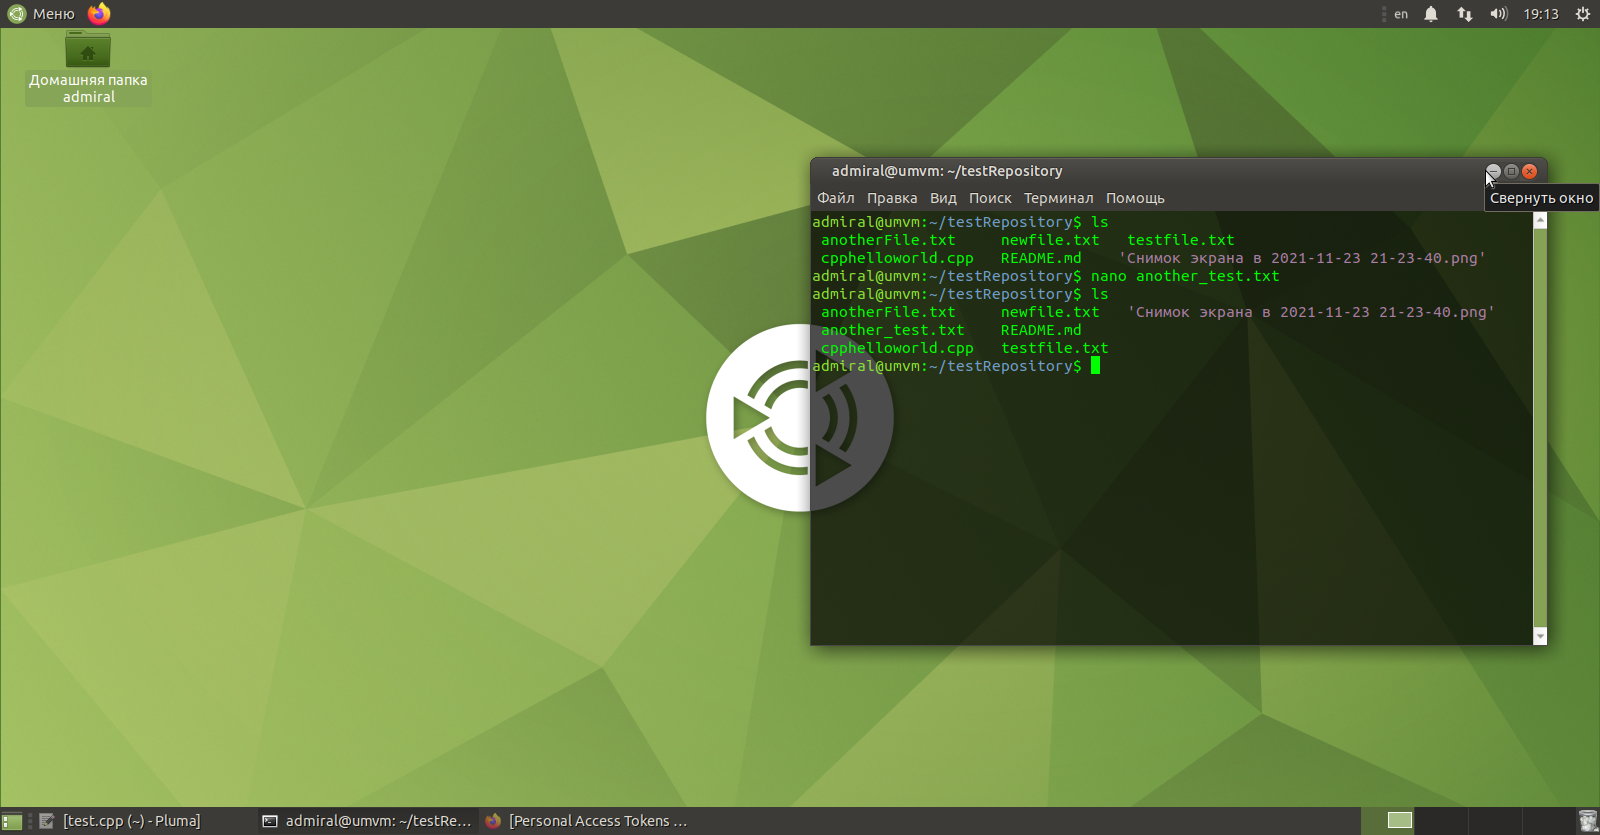 Меню
en
19:13
Домашняя папка
admiral
admiral@umvm: ~/testRepository
Свернуть окно
Файл Правка Вид Поиск Терминал Помощь
admiral@umvm:~/testRepository$ ls
anotherFile.txt newfile.txt testfile.txt
cpphelloworld.cpp README.md 'Снимок экрана в 2021-11-23 21-23-40.png'
admiral@umvm:~/testRepository$ nano another_test.txt
admiral@umvm:~/testRepository$ ls
anotherFile.txt newfile.txt 'Снимок экрана в 2021-11-23 21-23-40.png'
another_test.txt README.md
cpphelloworld.cpp testfile.txt
admiral@umvm:~/testRepository$
[test.cpp (~) - Pluma]
admiral@umvm: ~/testRe...
[Personal Access Tokens ...